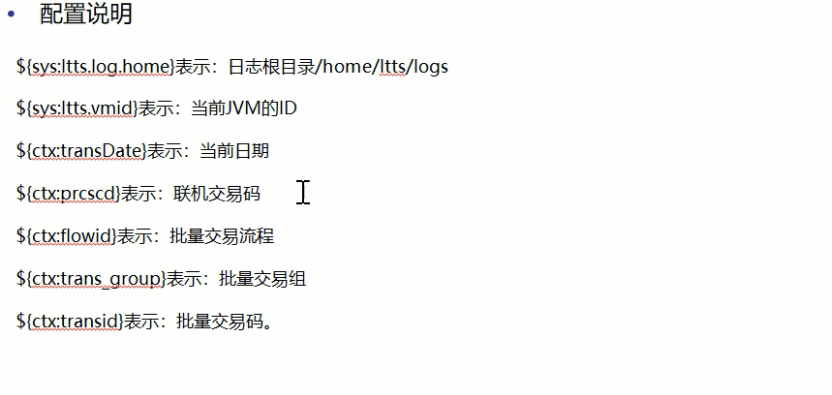 • 配置说明
${sys:ltts.log.home}表示：日志根目录/home/ltts/logs
${sys:ltts.vmid}表示：当前JVM的ID
${ctx:transDate}表示：当前日期
${ctx:prcscd}表示：联机交易码
${ctx:flowid}表示：批量交易流程
${ctx:trans_group}表示：批量交易组
${ctx:transid}表示：批量交易码。